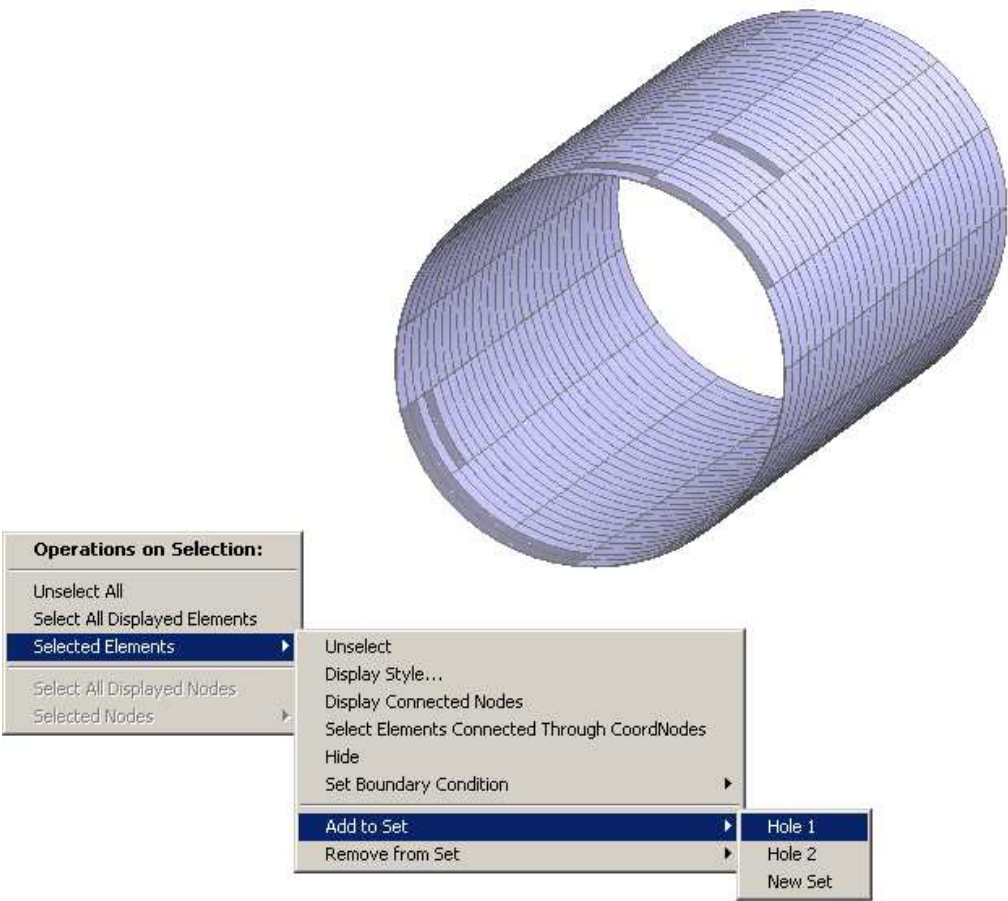 Operations on Selection:
Unselect All
Select All Displayed Elements
Selected Elements
Select All Displayed Nodes
Selected Nodes
Unselect
Display Style...
Display Connected Nodes
Select Elements Connected Through CoordNodes
Hide
Set Boundary Condition
Add to Set
Remove from Set
Hole 1
Hole 2
New Set